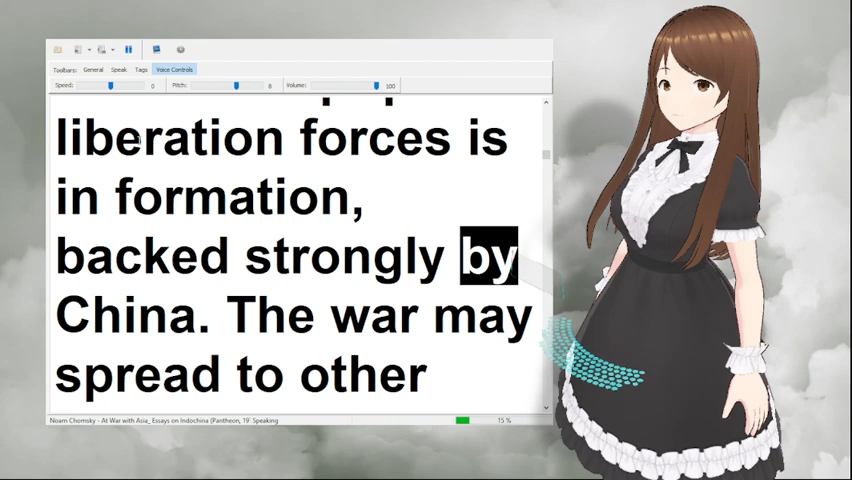 Toolbars: General Speak Tags Voice Controls
Speed: 0 Pitch: 8 Volume: 100
liberation forces is
in formation,
backed strongly by
China. The war may
spread to other
Noam Chomsky - At War with Asia_ Essays on Indochina (Pantheon, 19 Speaking 15 %